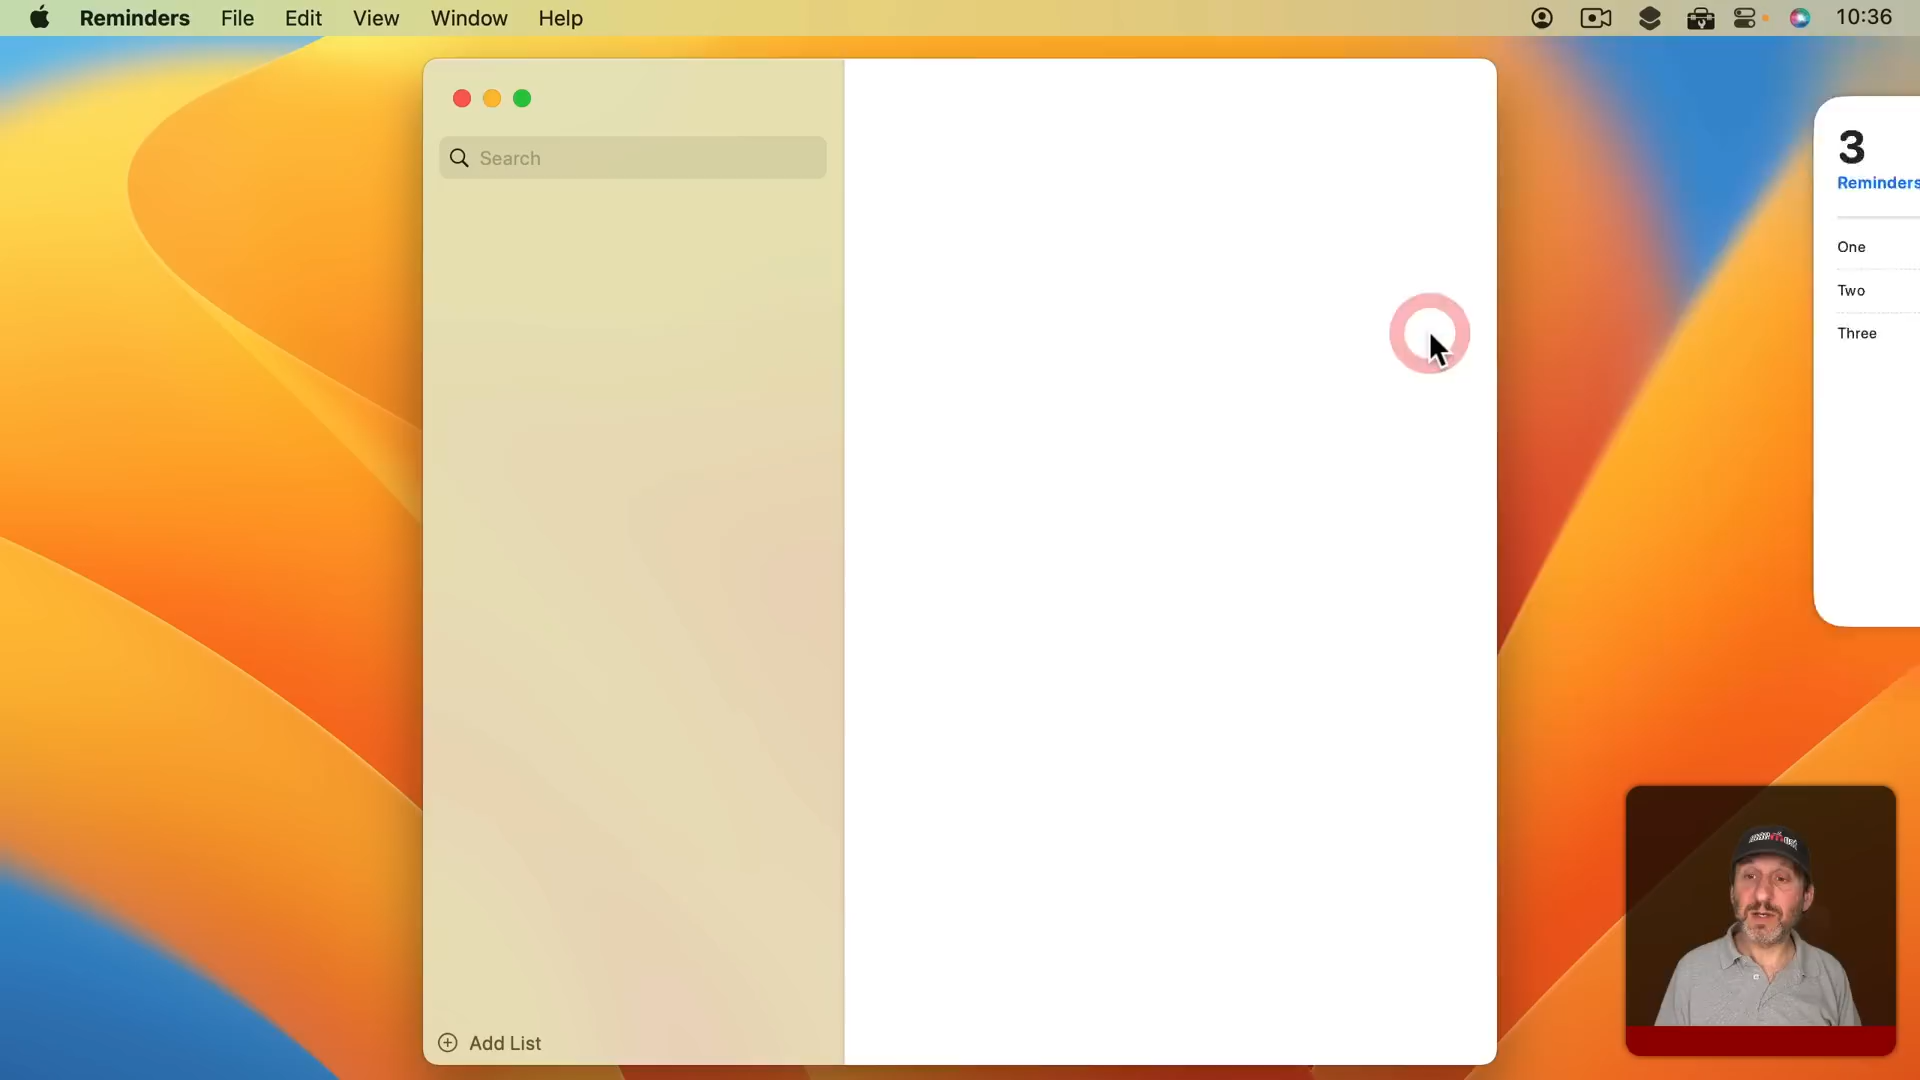 Reminders File Edit View Window Help 10:36
Search
3
Reminders
One
Two
Three
Add List